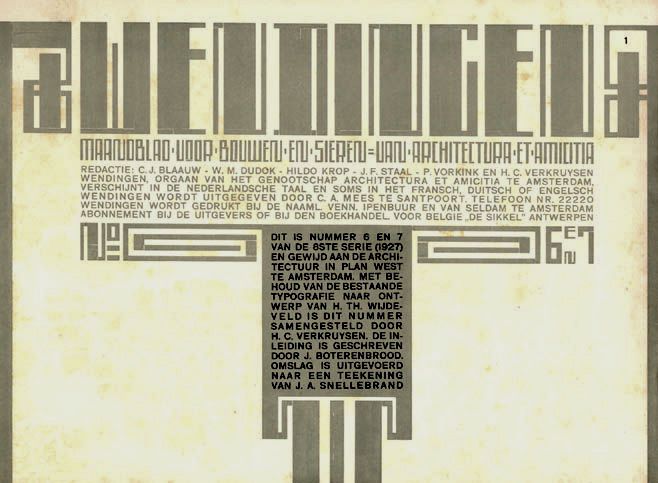 1
WENDINGEN
MAANDBLAD·VOOR·BOUWEN·EN·SIEREN=VAN·ARCHITECTURA·ET·AMICITIA
REDACTIE: C. J. BLAAUW - W. M. DUDOK - HILDO KROP - J. F. STAAL - P. VORKINK EN H. C. VERKRUYSEN
WENDINGEN, ORGAAN VAN HET GENOOTSCHAP ARCHITECTURA ET AMICITIA TE AMSTERDAM,
VERSCHIJNT IN DE NEDERLANDSCHE TAAL EN SOMS IN HET FRANSCH, DUITSCH OF ENGELSCH
WENDINGEN WORDT UITGEGEVEN DOOR C. A. MEES TE SANTPOORT. TELEFOON NR. 22220
WENDINGEN WORDT GEDRUKT BIJ DE NAAML. VENN. IPENBUUR EN VAN SELDAM TE AMSTERDAM
ABONNEMENT BIJ DE UITGEVERS OF BIJ DEN BOEKHANDEL. VOOR BELGIE „DE SIKKEL” ANTWERPEN
No 6 EN 7
DIT IS NUMMER 6 EN 7
VAN DE 8STE SERIE (1927)
EN GEWIJD AAN DE ARCHI-
TECTUUR IN PLAN WEST
TE AMSTERDAM. MET BE-
HOUD VAN DE BESTAANDE
TYPOGRAFIE NAAR ONT-
WERP VAN H. TH. WIJDE-
VELD IS DIT NUMMER
SAMENGESTELD DOOR
H. C. VERKRUYSEN. DE IN-
LEIDING IS GESCHREVEN
DOOR J. BOTERENBROOD.
OMSLAG IS UITGEVOERD
NAAR EEN TEEKENING
VAN J. A. SNELLEBRAND